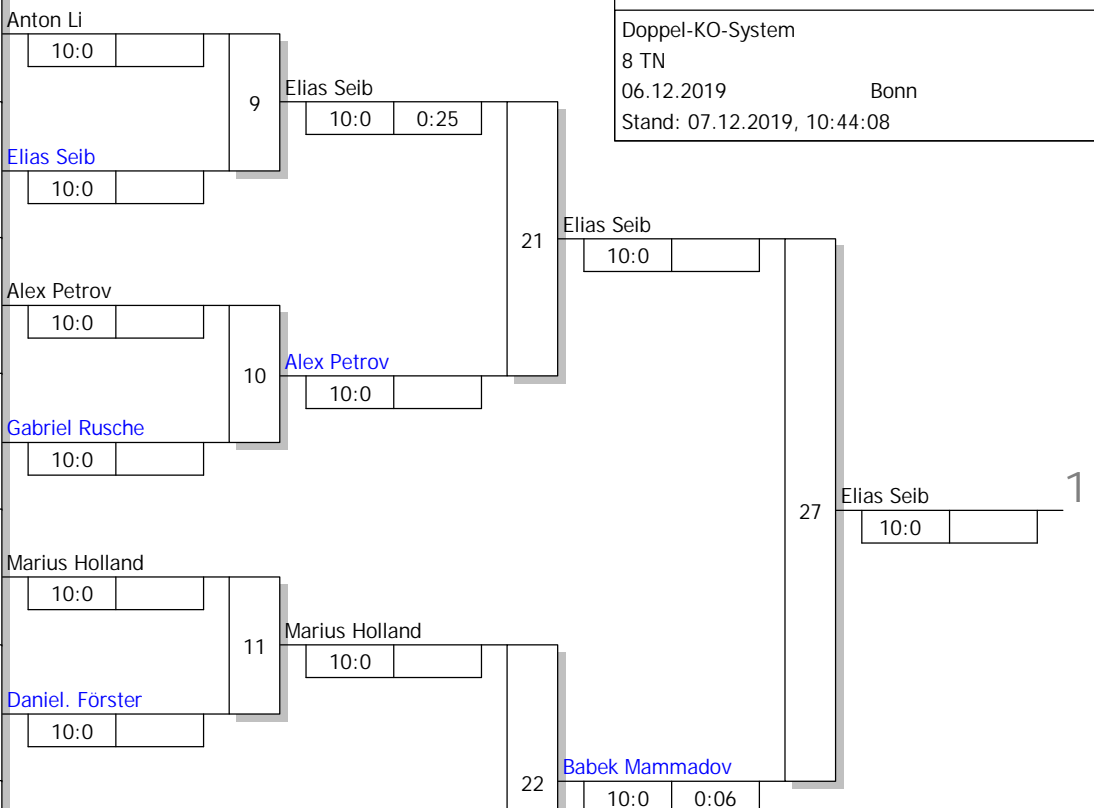 Anton Li
10:0
9
Elias Seib
10:0 0:25
Elias Seib
10:0
Doppel-KO-System
8 TN
06.12.2019 Bonn
Stand: 07.12.2019, 10:44:08
21
Elias Seib
10:0
Alex Petrov
10:0
10
Alex Petrov
10:0
Gabriel Rusche
10:0
27
Elias Seib
10:0
1
Marius Holland
10:0
11
Marius Holland
10:0
Daniel. Förster
10:0
22
Babek Mammadov
10:0 0:06